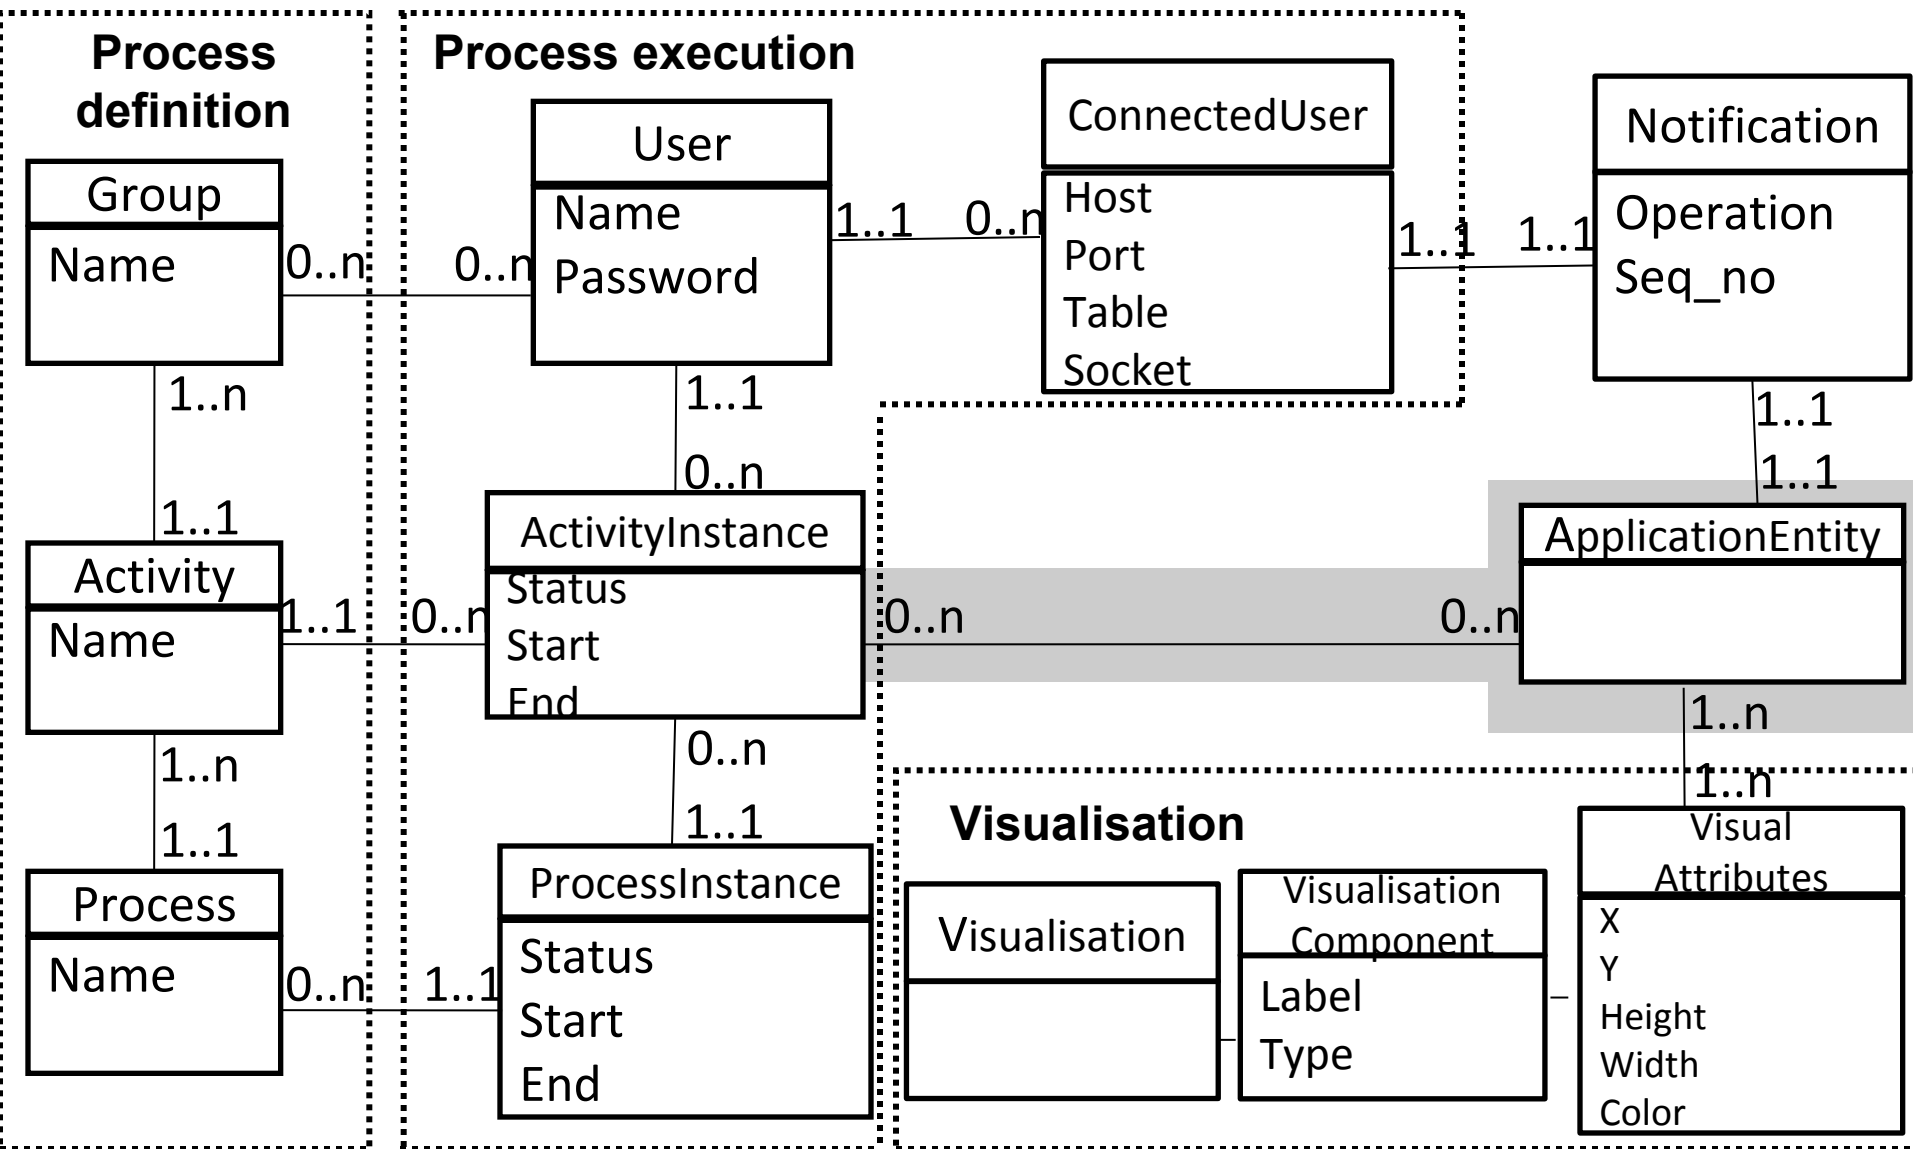 Process
definition
Group
Name
0..n
1..n
1..1
Activity
Name
1..1
1..n
1..1
Process
Name
0..n
Process execution
User
Name
Password
0..n
1..1
0..n
ConnectedUser
Host
Port
Table
Socket
1..1
0..n
ActivityInstance
Status
Start
End
0..n
0..n
0..n
1..1
ProcessInstance
Status
Start
End
1..1
1..1
1..1
Notification
Operation
Seq_no
1..1
1..1
ApplicationEntity
0..n
1..n
1..n
Visualisation
Visualisation
Visualisation
Component
Label
Type
Visual
Attributes
X
Y
Height
Width
Color